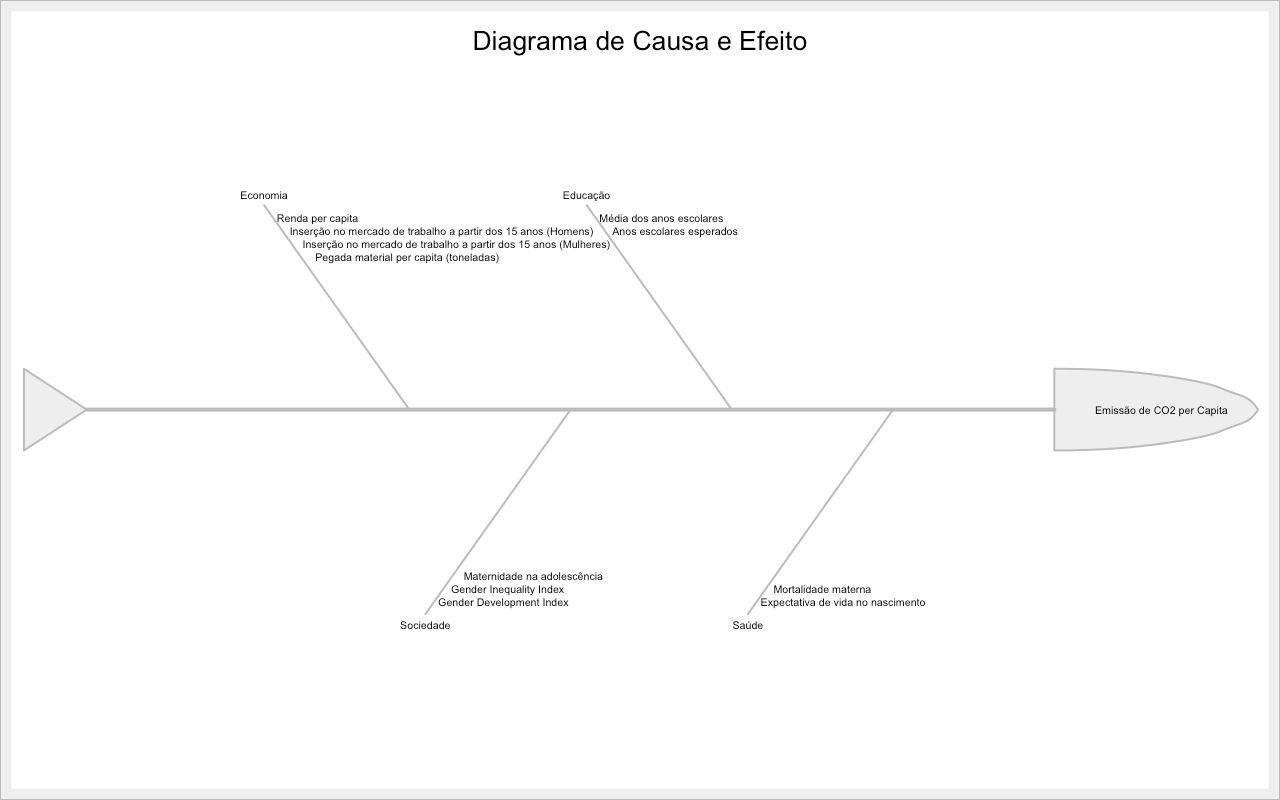 Diagrama de Causa e Efeito
Economia
Renda per capita
Inserção no mercado de trabalho a partir dos 15 anos (Homens)
Inserção no mercado de trabalho a partir dos 15 anos (Mulheres)
Pegada material per capita (toneladas)
Educação
Média dos anos escolares
Anos escolares esperados
Emissão de CO2 per Capita
Maternidade na adolescência
Gender Inequality Index
Gender Development Index
Sociedade
Mortalidade materna
Expectativa de vida no nascimento
Saúde